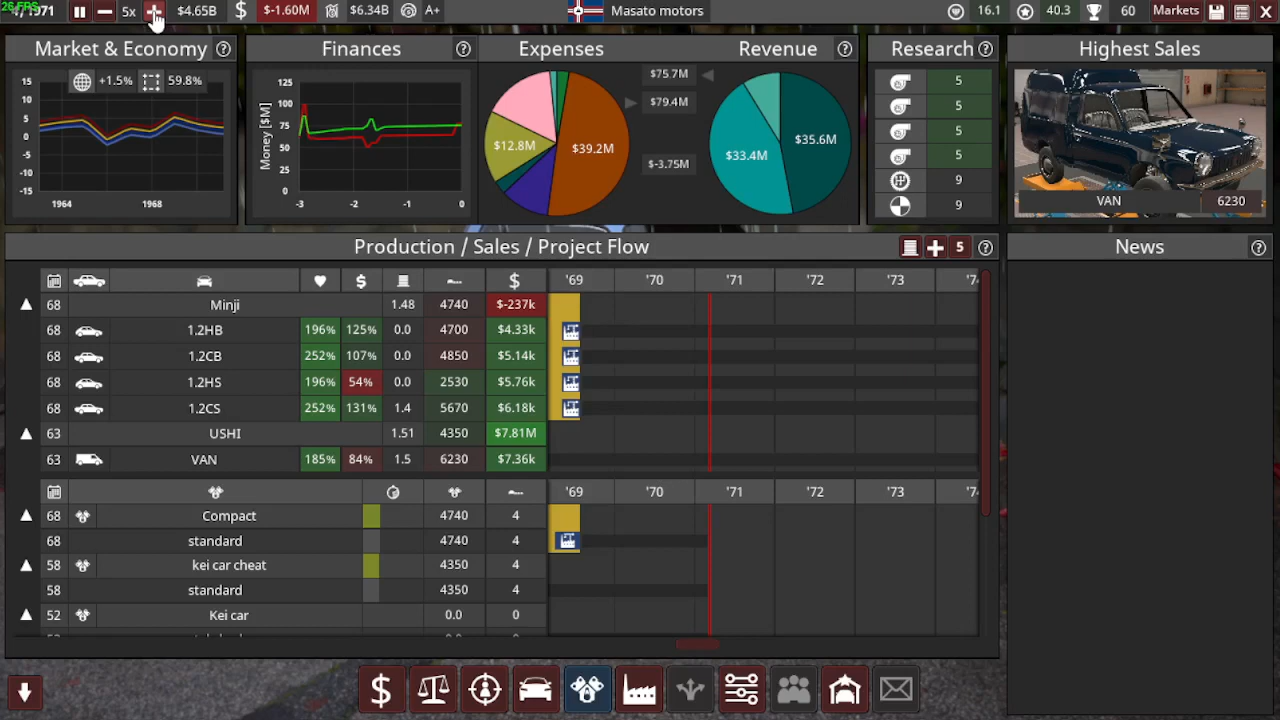 26 FPS
4/1971 5x $4.65B $ $-1.60M $6.34B A+ Masato motors 16.1 40.3 60 Markets
Market & Economy ? Finances ? Expenses Revenue ? Research ? Highest Sales
15 +1.5% 59.8%
10
5
0
-5
-10
-15
1964 1968
Money [$M]
125
100
75
50
25
0
-3 -2 -1 0
$12.8M $39.2M
$75.7M
$79.4M
$-3.75M
$33.4M $35.6M
5
5
5
5
9
9
VAN 6230
Production / Sales / Project Flow + 5 ? News ?
$ $ '69 '70 '71 '72 '73 '74
68 Minji 1.48 4740 $-237k
68 1.2HB 196% 125% 0.0 4700 $4.33k
68 1.2CB 252% 107% 0.0 4850 $5.14k
68 1.2HS 196% 54% 0.0 2530 $5.76k
68 1.2CS 252% 131% 1.4 5670 $6.18k
63 USHI 1.51 4350 $7.81M
63 VAN 185% 84% 1.5 6230 $7.36k
'69 '70 '71 '72 '73 '74
68 Compact 4740 4
68 standard 4740 4
58 kei car cheat 4350 4
58 standard 4350 4
52 Kei car 0.0 0
$